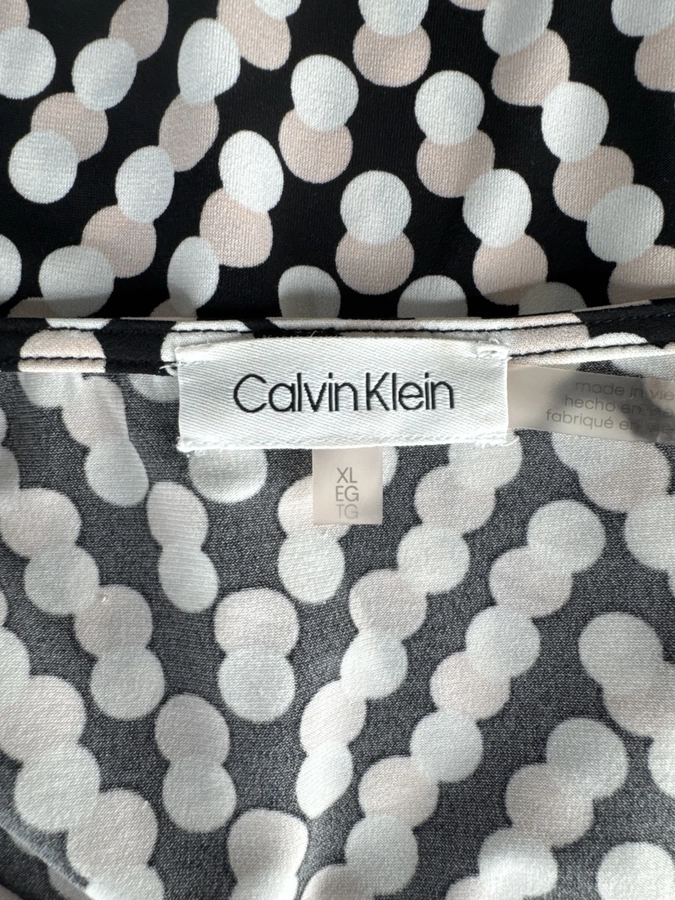 Calvin Klein
XL
EG
TG
made in
hecho en
fabriqué en